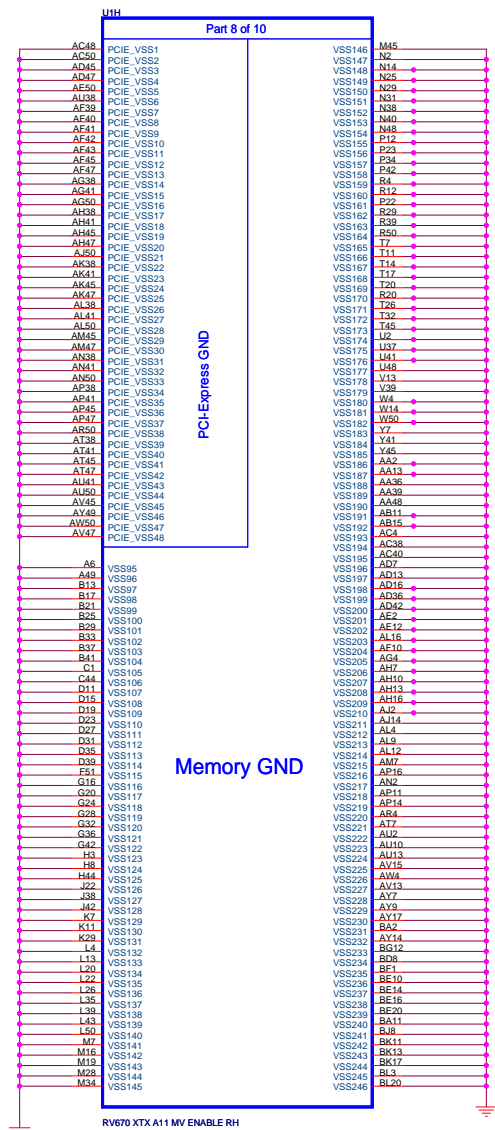 U1H
Part 8 of 10
AC48 PCIE_VSS1
AC50 PCIE_VSS2
AD45 PCIE_VSS3
AD47 PCIE_VSS4
AE50 PCIE_VSS5
AU38 PCIE_VSS6
AF39 PCIE_VSS7
AF40 PCIE_VSS8
AF41 PCIE_VSS9
AF42 PCIE_VSS10
AF43 PCIE_VSS11
AF45 PCIE_VSS12
AF47 PCIE_VSS13
AG38 PCIE_VSS14
AG41 PCIE_VSS15
AG50 PCIE_VSS16
AH38 PCIE_VSS17
AH41 PCIE_VSS18
AH45 PCIE_VSS19
AH47 PCIE_VSS20
AJ50 PCIE_VSS21
AK38 PCIE_VSS22
AK41 PCIE_VSS23
AK45 PCIE_VSS24
AK47 PCIE_VSS25
AL38 PCIE_VSS26
AL41 PCIE_VSS27
AL50 PCIE_VSS28
AM45 PCIE_VSS29
AM47 PCIE_VSS30
AN38 PCIE_VSS31
AN41 PCIE_VSS32
AN50 PCIE_VSS33
AP38 PCIE_VSS34
AP41 PCIE_VSS35
AP45 PCIE_VSS36
AP47 PCIE_VSS37
AR50 PCIE_VSS38
AT38 PCIE_VSS39
AT41 PCIE_VSS40
AT45 PCIE_VSS41
AT47 PCIE_VSS42
AU41 PCIE_VSS43
AU50 PCIE_VSS44
AV45 PCIE_VSS45
AY49 PCIE_VSS46
AW50 PCIE_VSS47
AV47 PCIE_VSS48
PCI-Express GND
A6 VSS95
A49 VSS96
B13 VSS97
B17 VSS98
B21 VSS99
B25 VSS100
B29 VSS101
B33 VSS102
B37 VSS103
B41 VSS104
C1 VSS105
C44 VSS106
D11 VSS107
D15 VSS108
D19 VSS109
D23 VSS110
D27 VSS111
D31 VSS112
D35 VSS113
D39 VSS114
F51 VSS115
G16 VSS116
G20 VSS117
G24 VSS118
G28 VSS119
G32 VSS120
G36 VSS121
G42 VSS122
H3 VSS123
H8 VSS124
H44 VSS125
J22 VSS126
J38 VSS127
J42 VSS128
K7 VSS129
K11 VSS130
K29 VSS131
L4 VSS132
L13 VSS133
L20 VSS134
L22 VSS135
L26 VSS136
L35 VSS137
L39 VSS138
L43 VSS139
L50 VSS140
M7 VSS141
M16 VSS142
M19 VSS143
M28 VSS144
M34 VSS145
Memory GND
VSS146 M45
VSS147 N2
VSS148 N14
VSS149 N25
VSS150 N29
VSS151 N31
VSS152 N38
VSS153 N40
VSS154 N48
VSS155 P12
VSS156 P23
VSS157 P34
VSS158 P42
VSS159 R4
VSS160 R12
VSS161 P22
VSS162 R29
VSS163 R39
VSS164 R50
VSS165 T7
VSS166 T11
VSS167 T14
VSS168 T17
VSS169 T20
VSS170 R20
VSS171 T26
VSS172 T32
VSS173 T45
VSS174 U2
VSS175 U37
VSS176 U41
VSS177 U48
VSS178 V13
VSS179 V39
VSS180 W4
VSS181 W14
VSS182 W50
VSS183 Y7
VSS184 Y41
VSS185 Y45
VSS186 AA2
VSS187 AA13
VSS188 AA36
VSS189 AA39
VSS190 AA48
VSS191 AB11
VSS192 AB15
VSS193 AC4
VSS194 AC38
VSS195 AC40
VSS196 AD7
VSS197 AD13
VSS198 AD16
VSS199 AD36
VSS200 AD42
VSS201 AE2
VSS202 AE12
VSS203 AL16
VSS204 AF10
VSS205 AG4
VSS206 AH7
VSS207 AH10
VSS208 AH13
VSS209 AH16
VSS210 AJ2
VSS211 AJ14
VSS212 AL4
VSS213 AL9
VSS214 AL12
VSS215 AM7
VSS216 AP16
VSS217 AN2
VSS218 AP11
VSS219 AP14
VSS220 AR4
VSS221 AT7
VSS222 AU2
VSS223 AU10
VSS224 AU13
VSS225 AV15
VSS226 AW4
VSS227 AV13
VSS228 AY7
VSS229 AY9
VSS230 AY17
VSS231 BA2
VSS232 AY14
VSS233 BG12
VSS234 BD8
VSS235 BF1
VSS236 BE10
VSS237 BE14
VSS238 BE16
VSS239 BE20
VSS240 BA11
VSS241 BJ8
VSS242 BK11
VSS243 BK13
VSS244 BK17
VSS245 BL3
VSS246 BL20
RV670 XTX A11 MV ENABLE RH